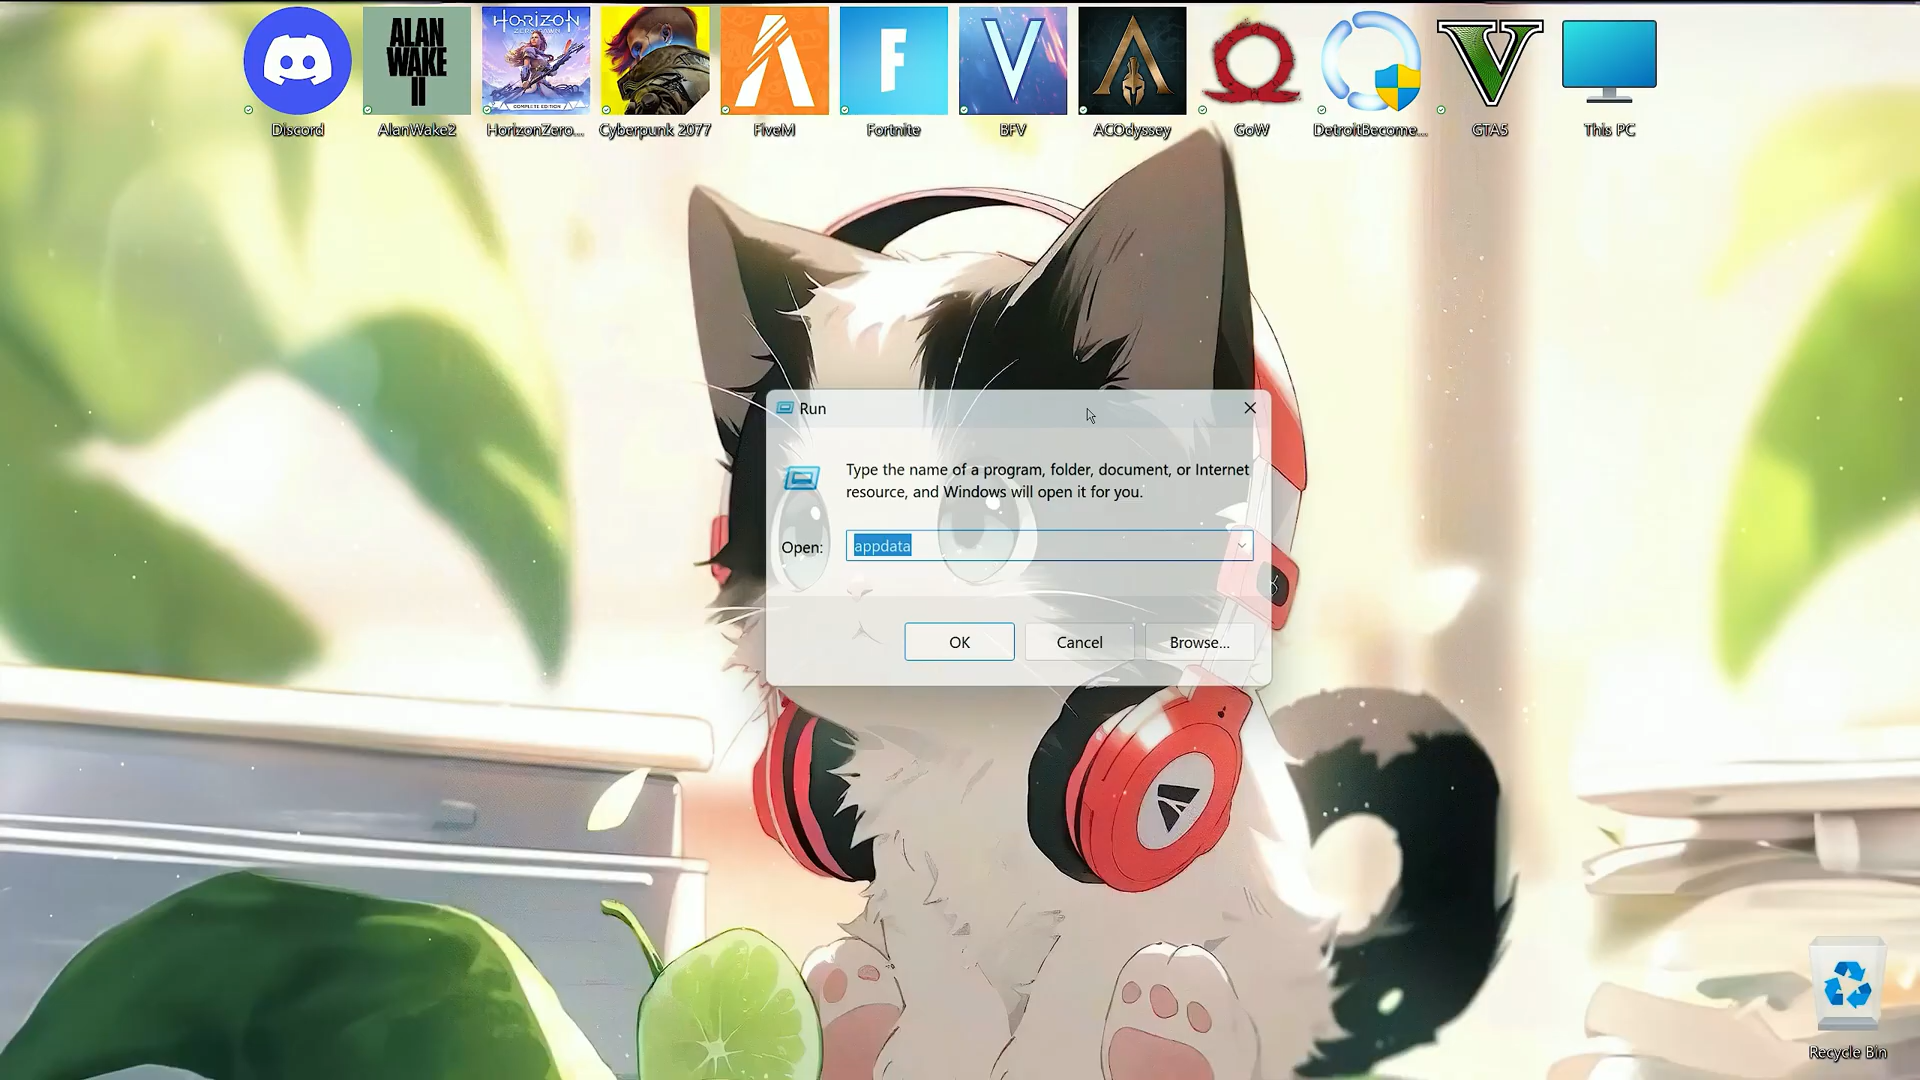 ALAN
WAKE
II
HORIZON
ZERO DAWN
COMPLETE EDITION
F
V
V
Discord
AlanWake2
HorizonZero...
Cyberpunk 2077
FiveM
Fortnite
BFV
ACOdyssey
GoW
DetroitBecome...
GTA5
This PC
Run
Type the name of a program, folder, document, or Internet
resource, and Windows will open it for you.
Open: appdata
OK Cancel Browse...
Recycle Bin